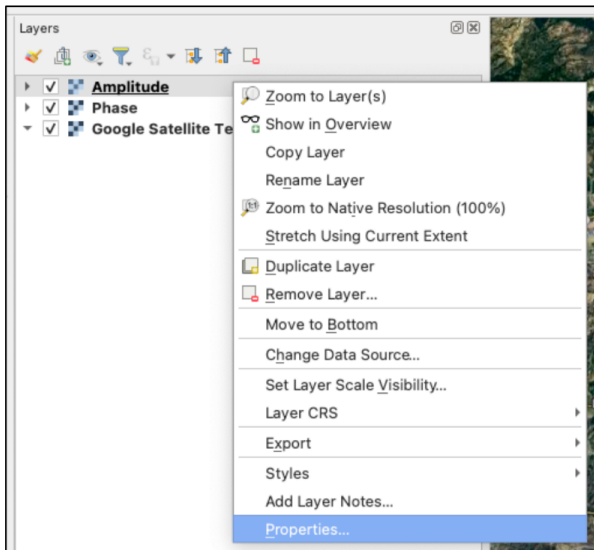 Layers
Amplitude
Phase
Google Satellite Te
Zoom to Layer(s)
Show in Overview
Copy Layer
Rename Layer
Zoom to Native Resolution (100%)
Stretch Using Current Extent
Duplicate Layer
Remove Layer...
Move to Bottom
Change Data Source...
Set Layer Scale Visibility...
Layer CRS
Export
Styles
Add Layer Notes...
Properties...